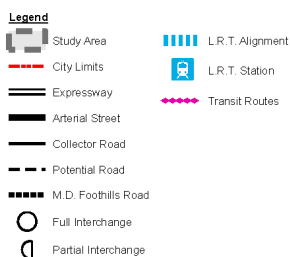 Legend
Study Area
City Limits
Expressway
Arterial Street
Collector Road
Potential Road
M.D. Foothills Road
Full Interchange
Partial Interchange
L.R.T. Alignment
L.R.T. Station
Transit Routes